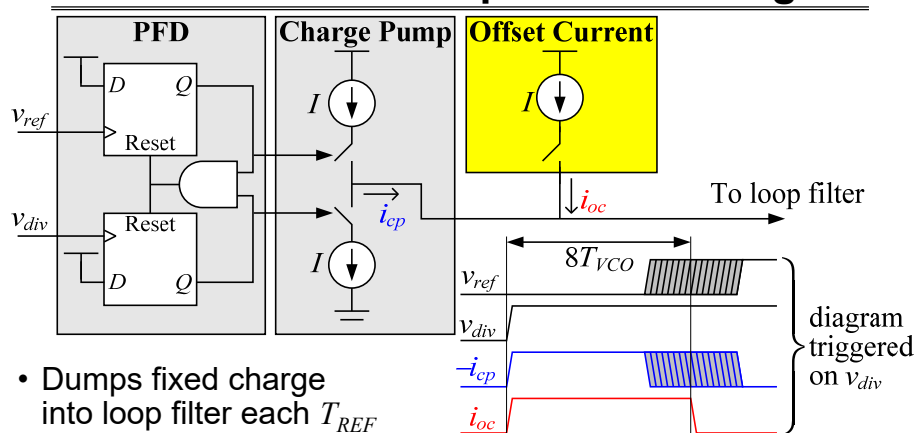 PFD
Charge Pump
Offset Current
D
Q
I
I
v_ref
Reset
To loop filter
i_cp
i_oc
v_div
Reset
D
Q
I
8T_VCO
v_ref
v_div
–i_cp
i_oc
diagram
triggered
on v_div
• Dumps fixed charge
into loop filter each T_REF